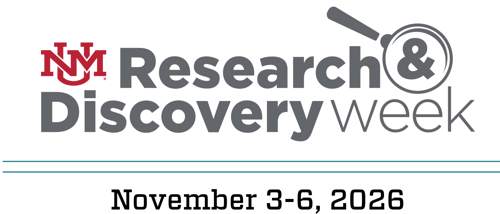 UNM Research &
Discovery week
November 3-6, 2026